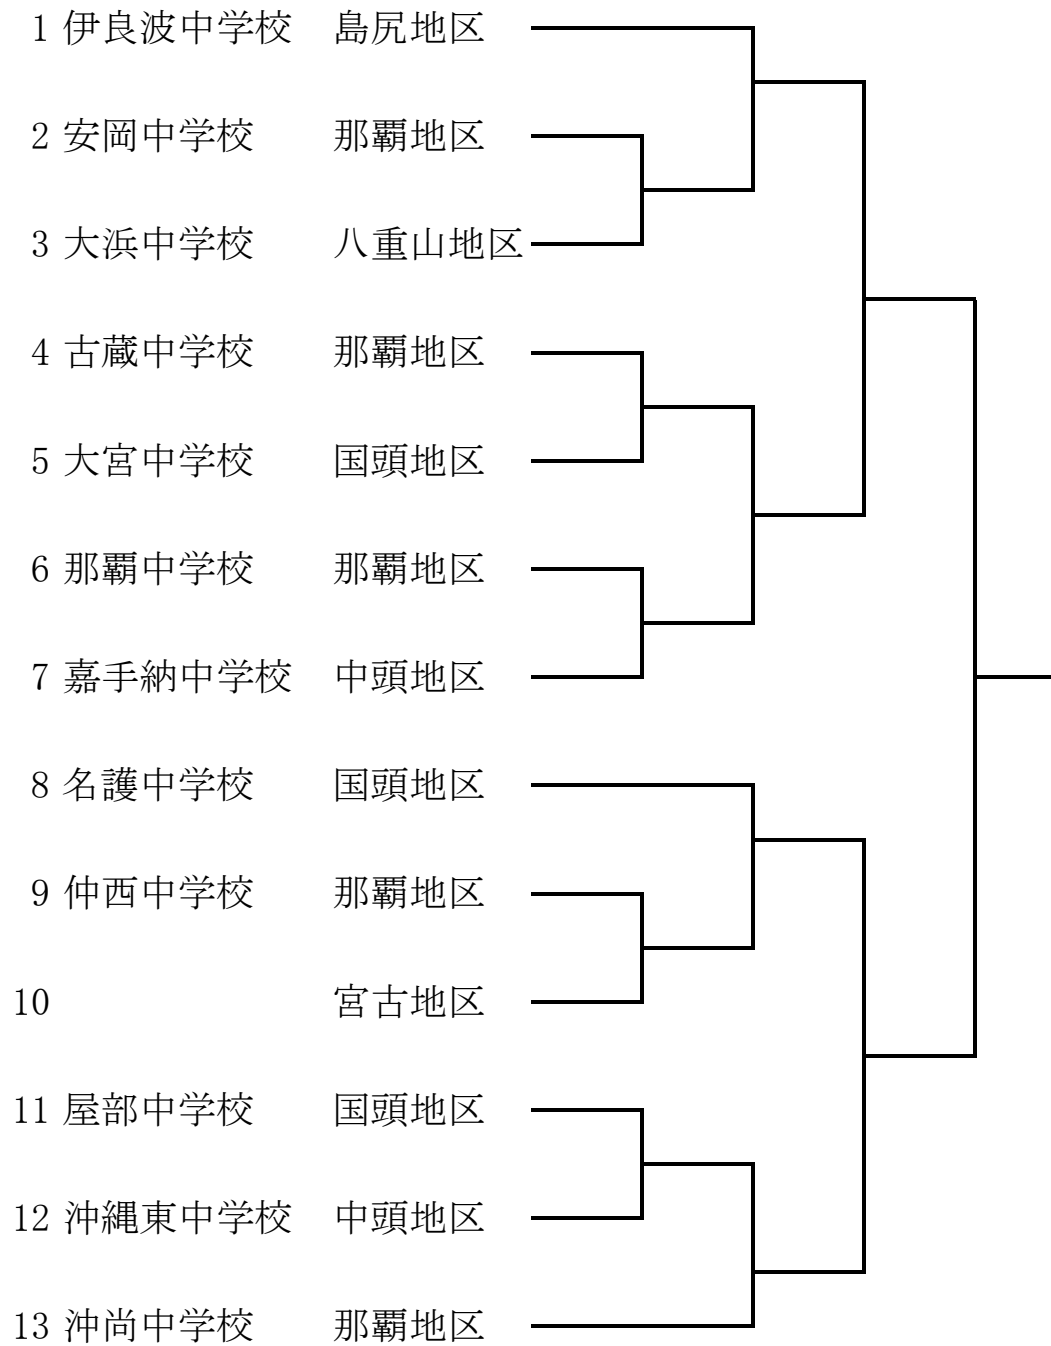 1 伊良波中学校 島尻地区
2 安岡中学校 那覇地区
3 大浜中学校 八重山地区
4 古蔵中学校 那覇地区
5 大宮中学校 国頭地区
6 那覇中学校 那覇地区
7 嘉手納中学校 中頭地区
8 名護中学校 国頭地区
9 仲西中学校 那覇地区
10 宮古地区
11 屋部中学校 国頭地区
12 沖縄東中学校 中頭地区
13 沖尚中学校 那覇地区